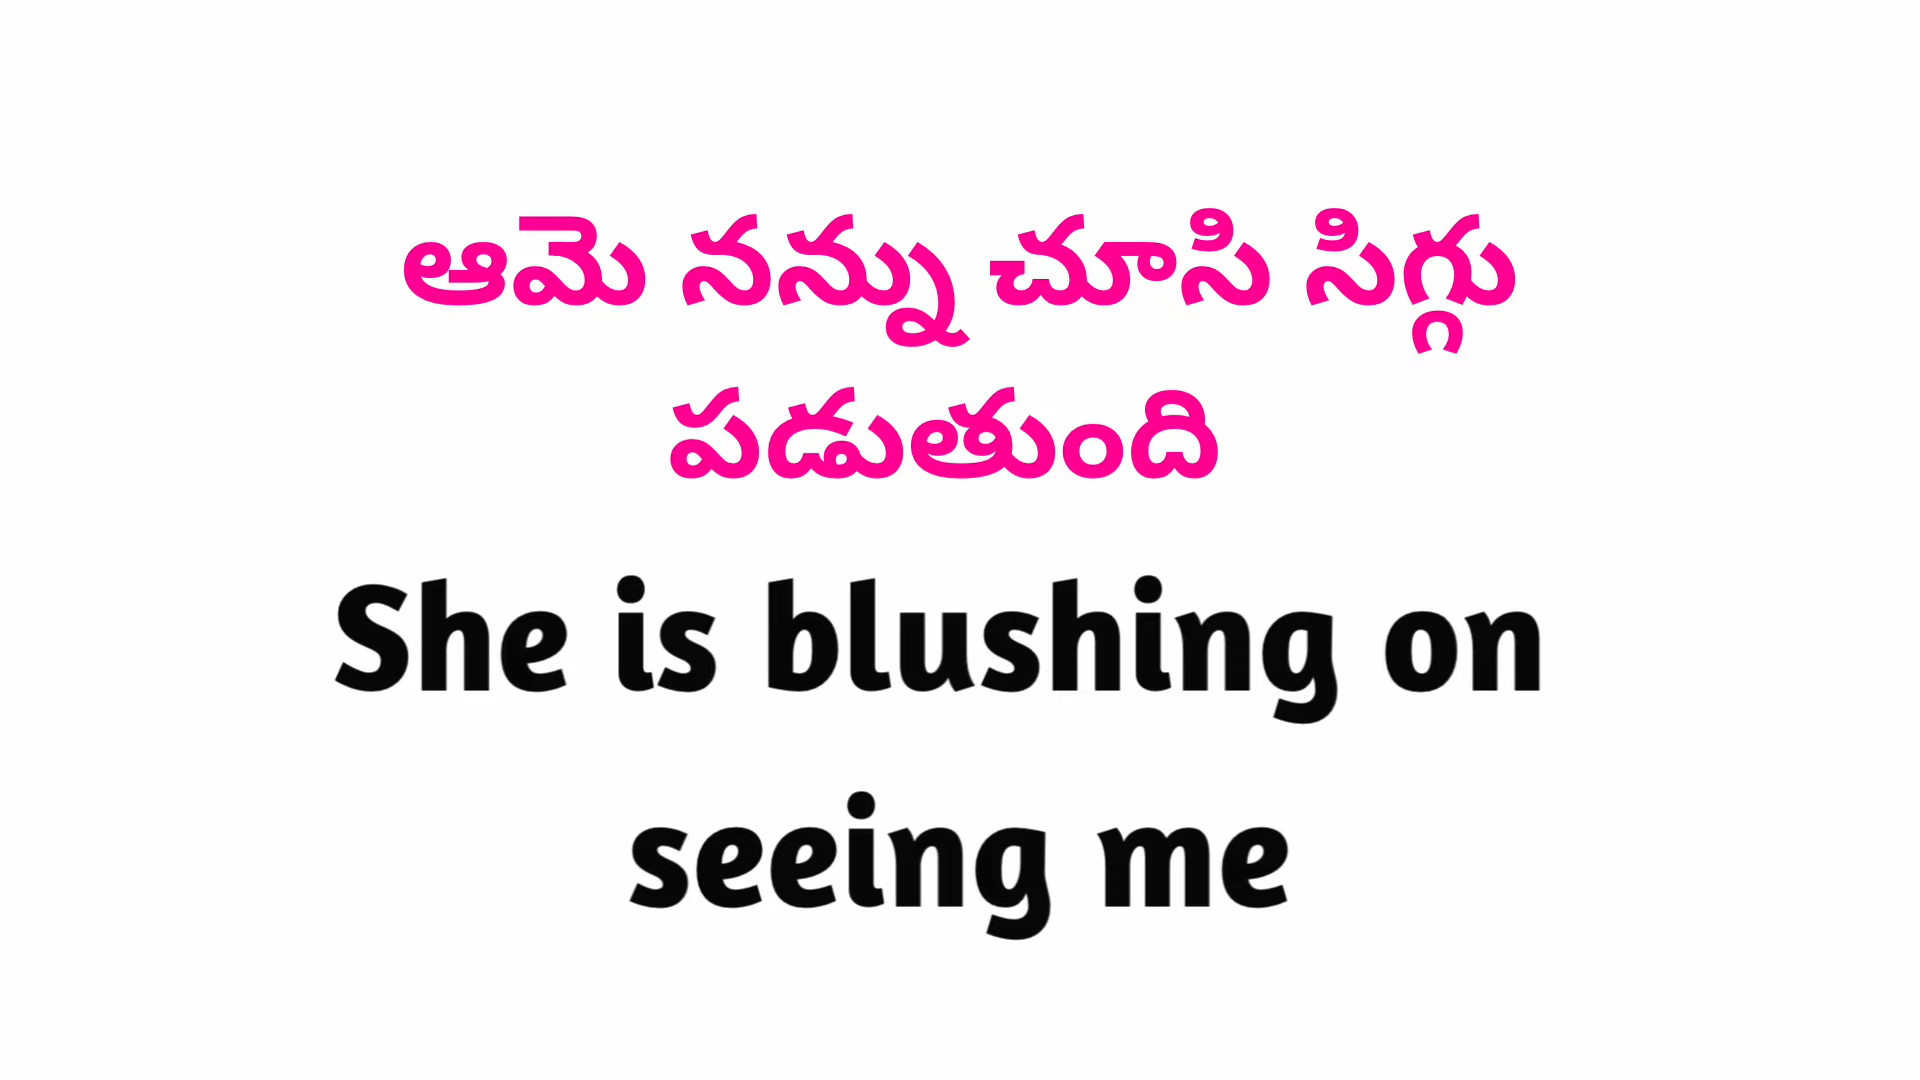 ఆమె నన్ను చూసి సిగ్గు
పడుతుంది
She is blushing on
seeing me